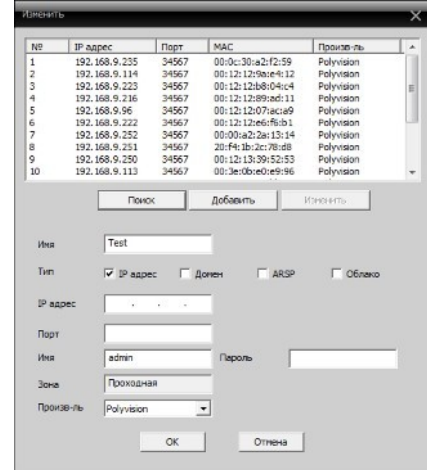 Изменить
№ IP адрес Порт MAC Произв-ль
1 192.168.9.235 34567 00:0c:30:a2:f2:59 Polyvision
2 192.168.9.114 34567 00:12:12:9a:e4:12 Polyvision
3 192.168.9.223 34567 00:12:12:b8:04:c4 Polyvision
4 192.168.9.216 34567 00:12:12:89:ad:11 Polyvision
5 192.168.9.96 34567 00:12:12:07:ac:a9 Polyvision
6 192.168.9.222 34567 00:12:12:e6:f6:b1 Polyvision
7 192.168.9.252 34567 00:00:a2:2a:13:14 Polyvision
8 192.168.9.251 34567 20:f4:1b:2c:78:d8 Polyvision
9 192.168.9.250 34567 00:12:13:39:52:53 Polyvision
10 192.168.9.113 34567 00:3e:0b:e0:e9:96 Polyvision
Поиск Добавить Изменить
Имя Test
Тип IP адрес Домен ARSP Облако
IP адрес . . .
Порт
Имя admin Пароль
Зона Проходная
Произв-ль Polyvision
OK Отмена